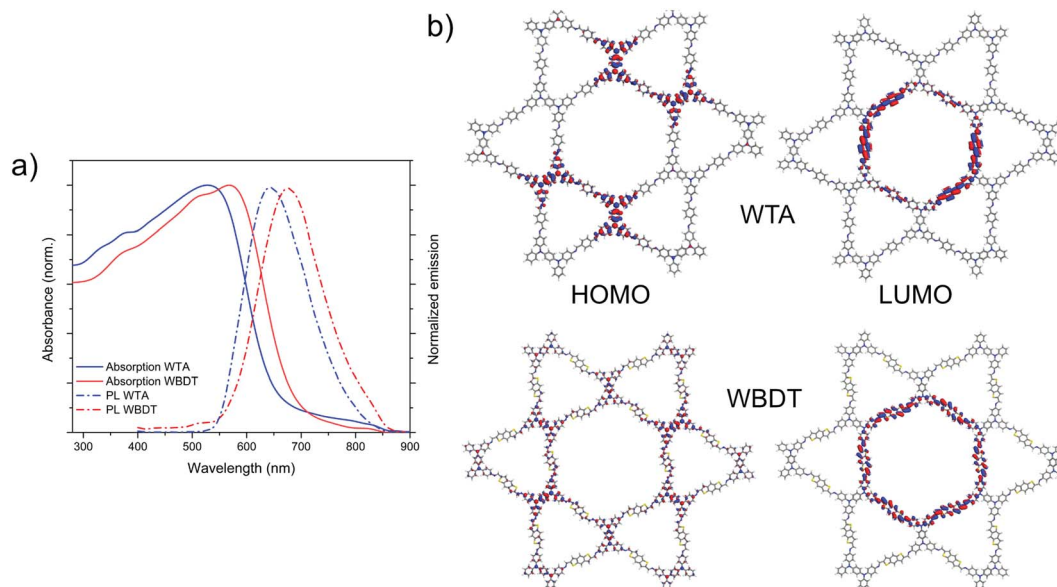 a)
Absorbance (norm.)
Normalized emission
Absorption WTA
Absorption WBDT
PL WTA
PL WBDT
300 400 500 600 700 800 900
Wavelength (nm)
b)
WTA
HOMO LUMO
WBDT